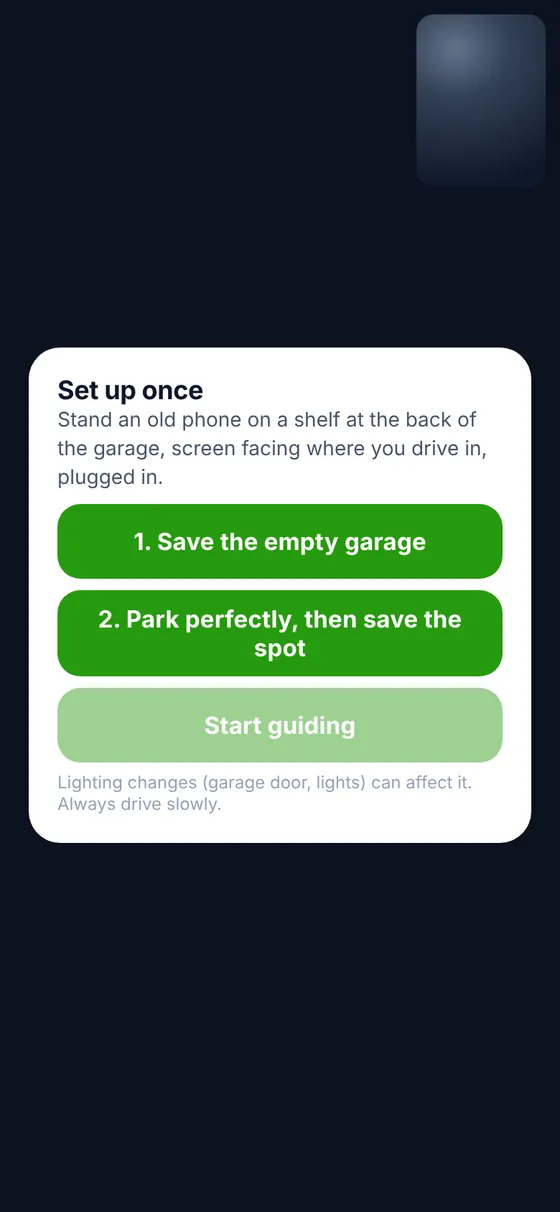 Set up once
Stand an old phone on a shelf at the back of
the garage, screen facing where you drive in,
plugged in.
1. Save the empty garage
2. Park perfectly, then save the
spot
Start guiding
Lighting changes (garage door, lights) can affect it.
Always drive slowly.